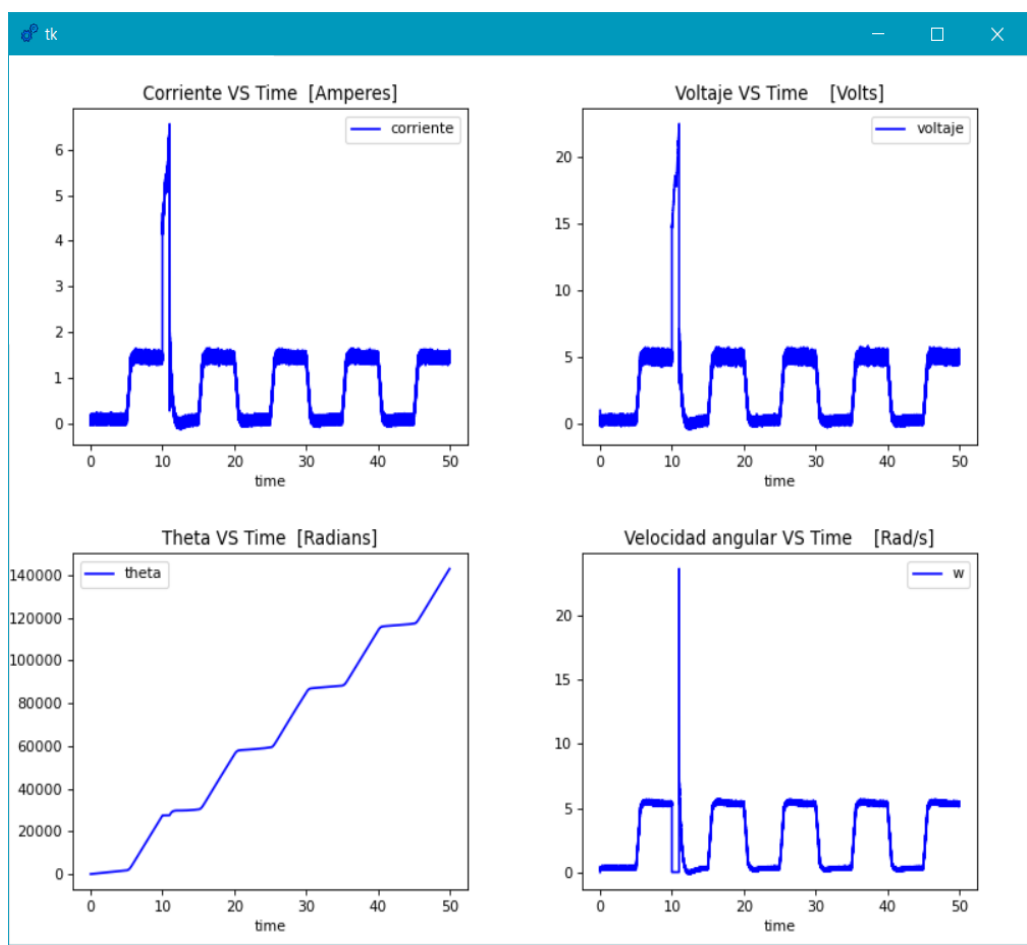 tk
Corriente VS Time [Amperes]
corriente
6
5
4
3
2
1
0
0 10 20 30 40 50
time
Voltaje VS Time [Volts]
voltaje
20
15
10
5
0
0 10 20 30 40 50
time
Theta VS Time [Radians]
theta
140000
120000
100000
80000
60000
40000
20000
0
0 10 20 30 40 50
time
Velocidad angular VS Time [Rad/s]
w
20
15
10
5
0
0 10 20 30 40 50
time